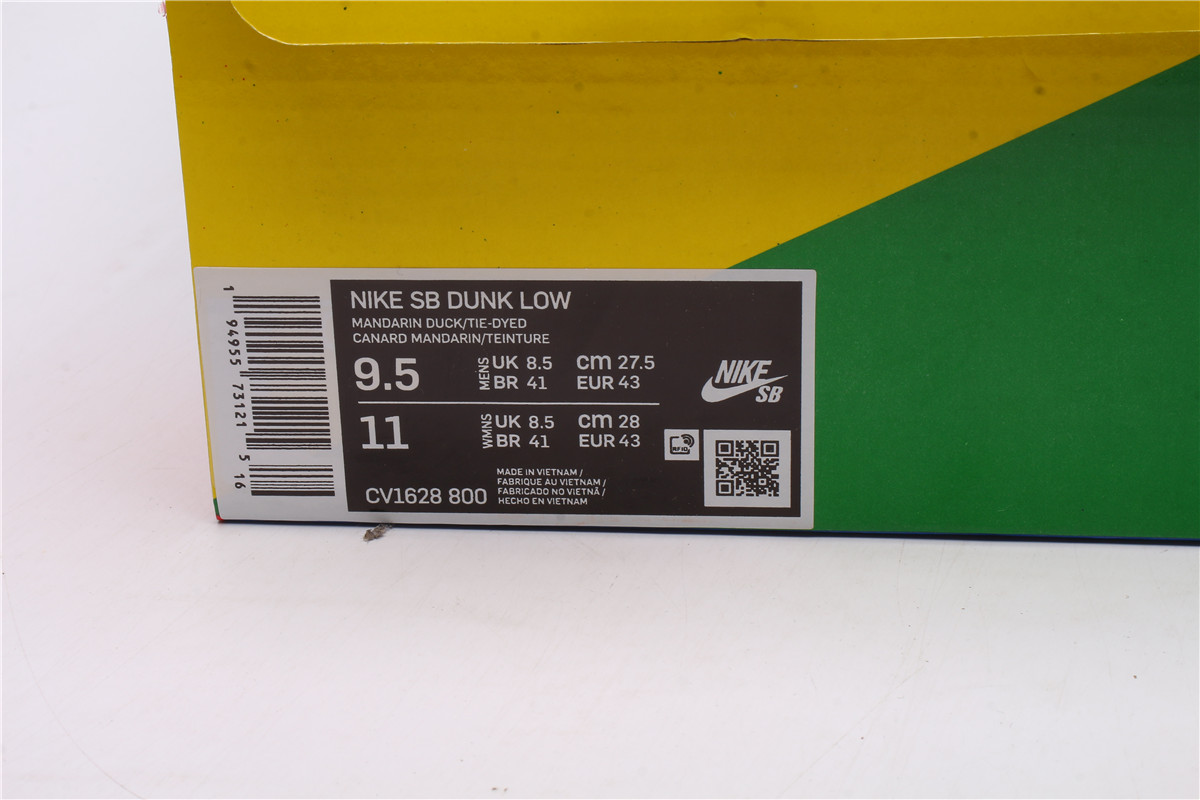 NIKE SB DUNK LOW
MANDARIN DUCK/TIE-DYED
CANARD MANDARIN/TEINTURE
9.5 MENS UK 8.5 cm 27.5
BR 41 EUR 43
11 WMNS UK 8.5 cm 28
BR 41 EUR 43
CV1628 800
MADE IN VIETNAM /
FABRIQUE AU VIETNAM /
FABRICADO NO VIETNÃ /
HECHO EN VIETNAM
NIKE
SB
RFID
1 94955 73121 5 16